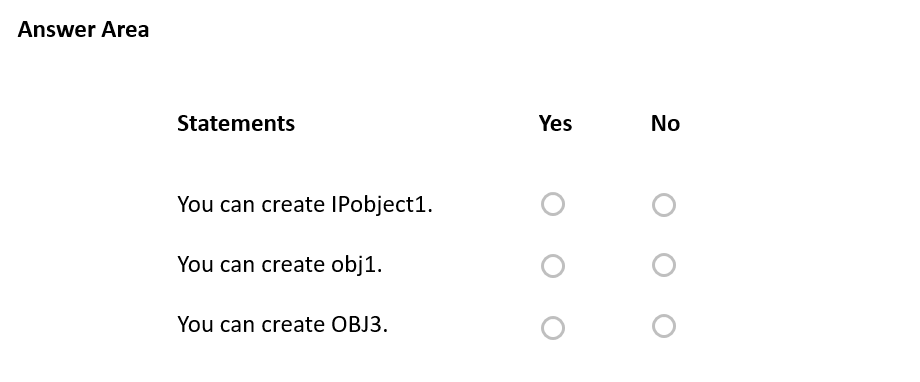 Answer Area
Statements Yes No
You can create IPobject1.
You can create obj1.
You can create OBJ3.